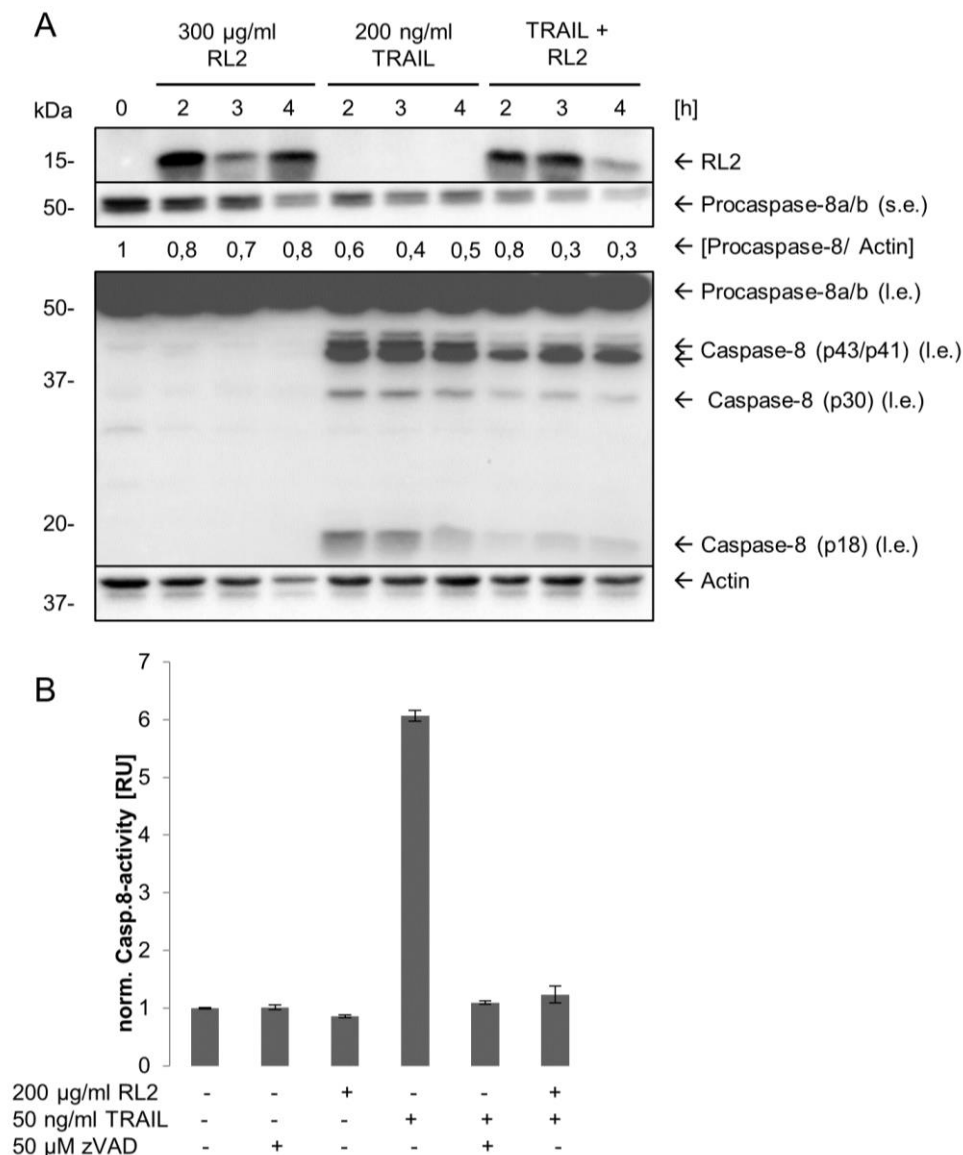 A
300 µg/ml RL2
200 ng/ml TRAIL
TRAIL + RL2
kDa 0 2 3 4 2 3 4 2 3 4 [h]
15- ← RL2
50- ← Procaspase-8a/b (s.e.)
1 0,8 0,7 0,8 0,6 0,4 0,5 0,8 0,3 0,3 ← [Procaspase-8/ Actin]
← Procaspase-8a/b (l.e.)
50-
← Caspase-8 (p43/p41) (l.e.)
37-
← Caspase-8 (p30) (l.e.)
20-
← Caspase-8 (p18) (l.e.)
← Actin
37-
B
norm. Casp.8-activity [RU]
7
6
5
4
3
2
1
0
200 µg/ml RL2 - - + - - +
50 ng/ml TRAIL - - - + + +
50 µM zVAD - + - - + -